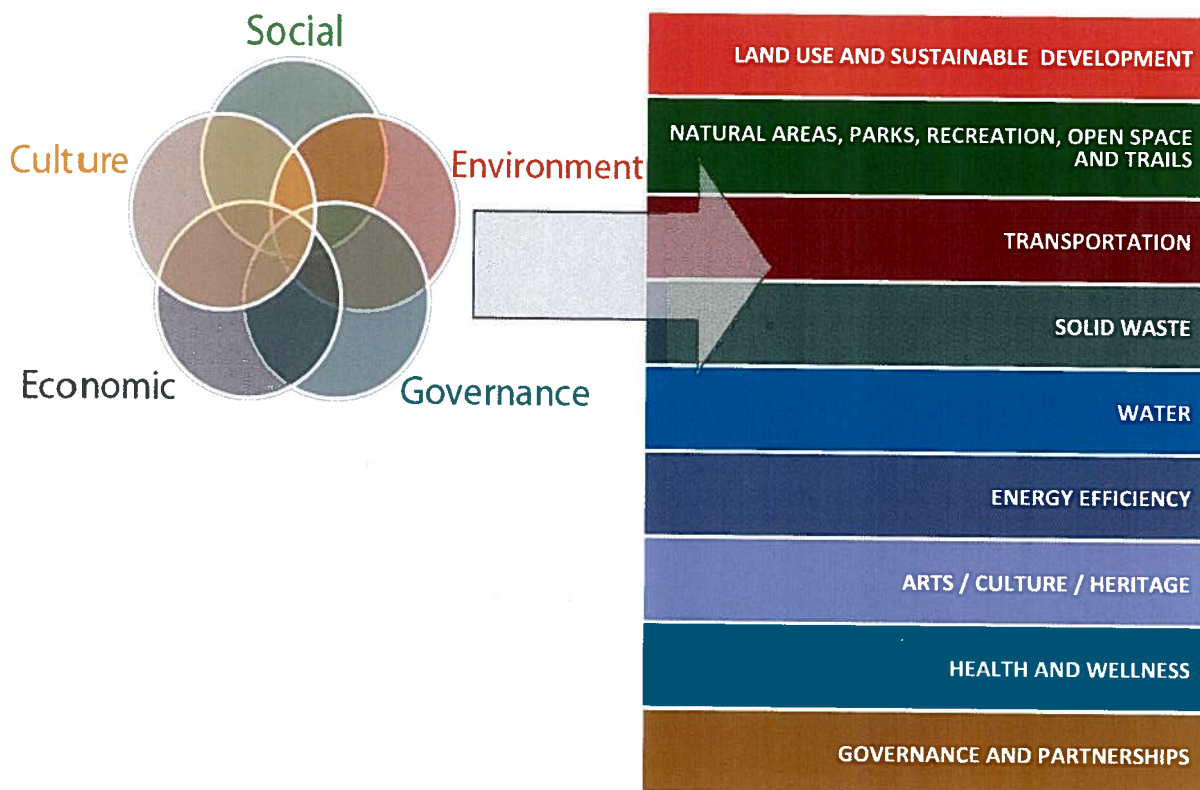 Social
Culture
Environment
Economic
Governance
LAND USE AND SUSTAINABLE DEVELOPMENT
NATURAL AREAS, PARKS, RECREATION, OPEN SPACE
AND TRAILS
TRANSPORTATION
SOLID WASTE
WATER
ENERGY EFFICIENCY
ARTS / CULTURE / HERITAGE
HEALTH AND WELLNESS
GOVERNANCE AND PARTNERSHIPS